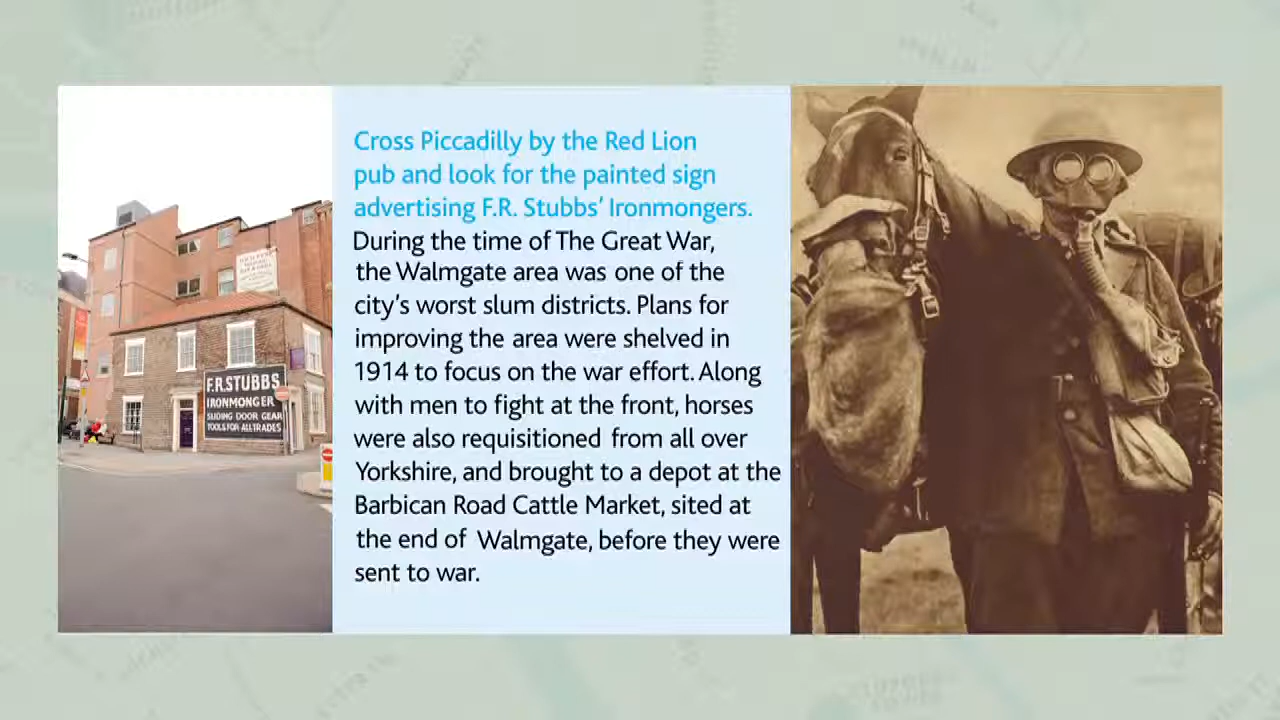 Cross Piccadilly by the Red Lion
pub and look for the painted sign
advertising F.R. Stubbs' Ironmongers.
During the time of The Great War,
the Walmgate area was one of the
city's worst slum districts. Plans for
improving the area were shelved in
1914 to focus on the war effort. Along
with men to fight at the front, horses
were also requisitioned from all over
Yorkshire, and brought to a depot at the
Barbican Road Cattle Market, sited at
the end of Walmgate, before they were
sent to war.
F.R. STUBBS
IRONMONGER
SLIDING DOOR GEAR
TOOLS FOR ALL TRADES